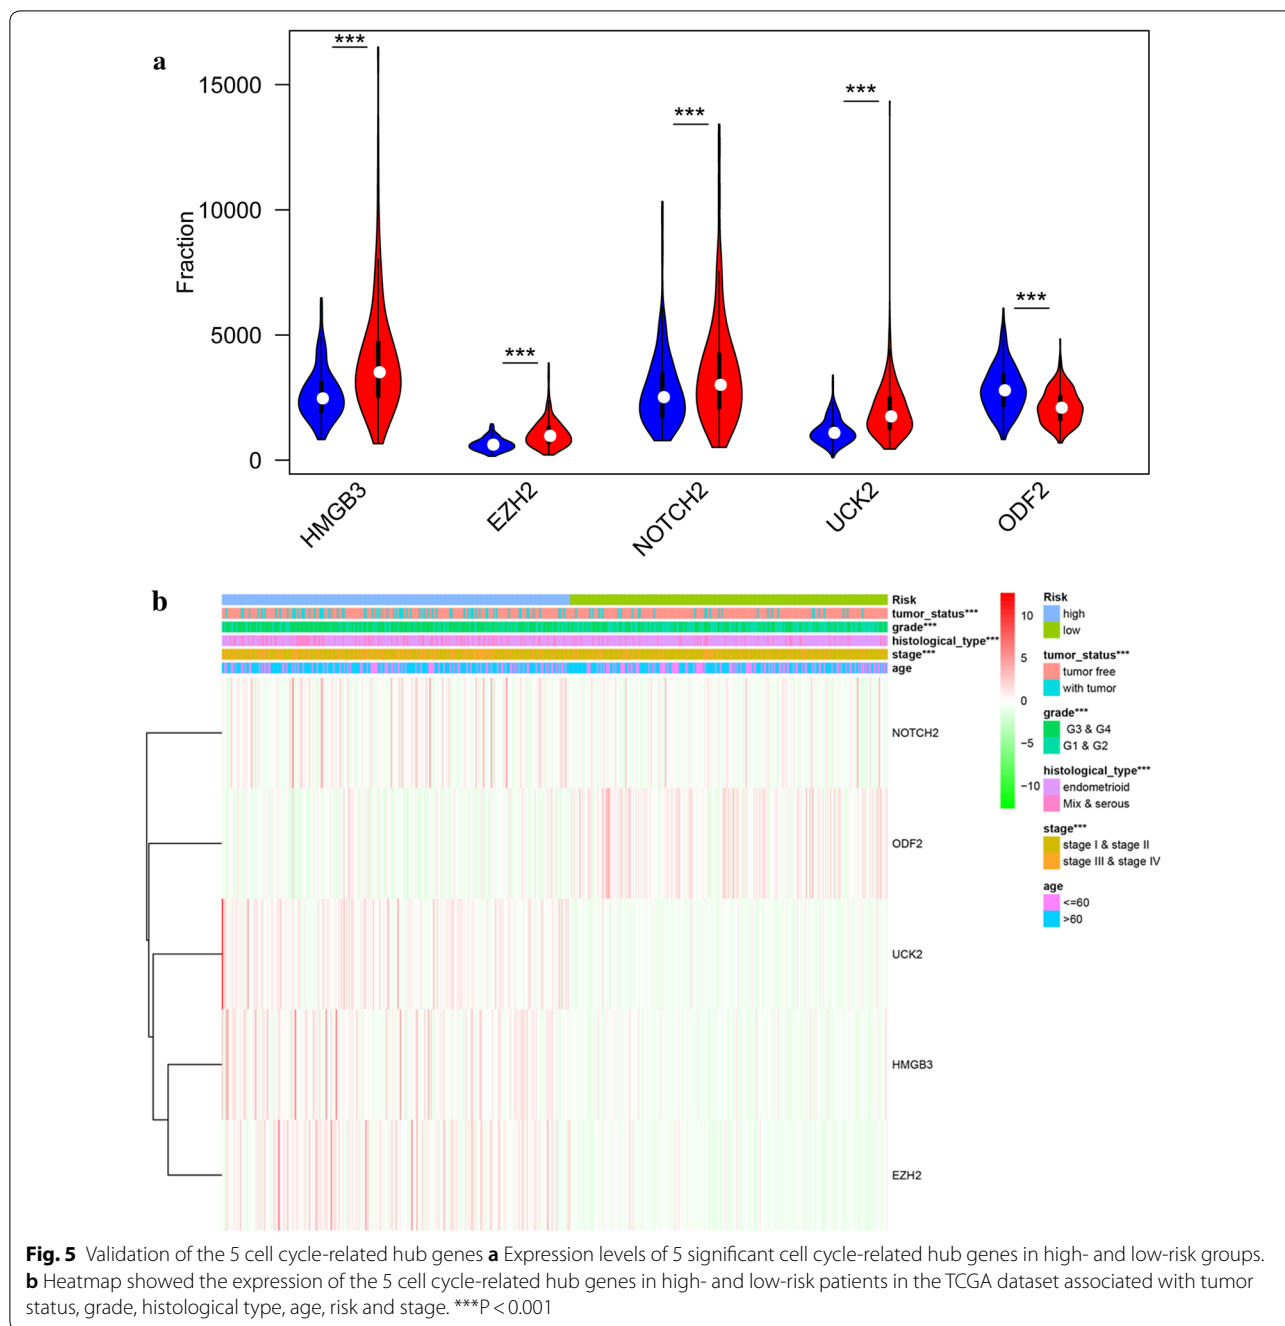 a
***
***
***
***
***
15000
10000
5000
0
Fraction
HMGB3
EZH2
NOTCH2
UCK2
ODF2
b
Risk
tumor_status***
grade***
histological_type***
stage***
age
NOTCH2
ODF2
UCK2
HMGB3
EZH2
10
5
0
−5
−10
Risk
high
low
tumor_status***
tumor free
with tumor
grade***
G3 & G4
G1 & G2
histological_type***
endometrioid
Mix & serous
stage***
stage I & stage II
stage III & stage IV
age
<=60
>60
Fig. 5 Validation of the 5 cell cycle-related hub genes a Expression levels of 5 significant cell cycle-related hub genes in high- and low-risk groups.
b Heatmap showed the expression of the 5 cell cycle-related hub genes in high- and low-risk patients in the TCGA dataset associated with tumor
status, grade, histological type, age, risk and stage. ***P < 0.001